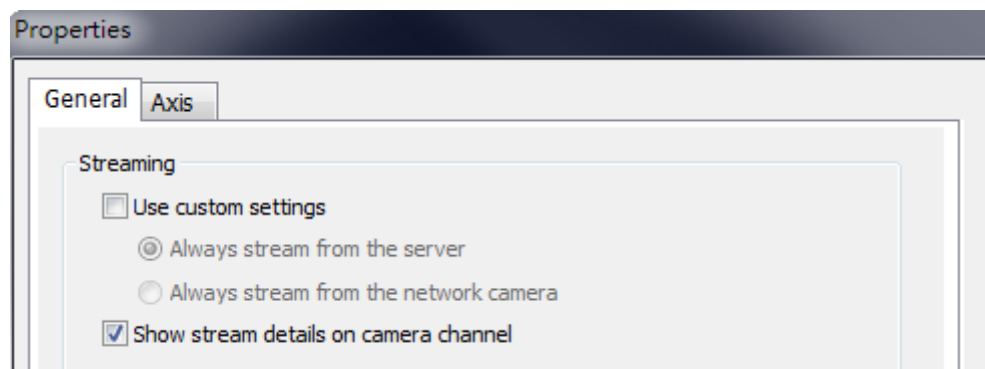 Properties
General Axis
Streaming
Use custom settings
Always stream from the server
Always stream from the network camera
Show stream details on camera channel